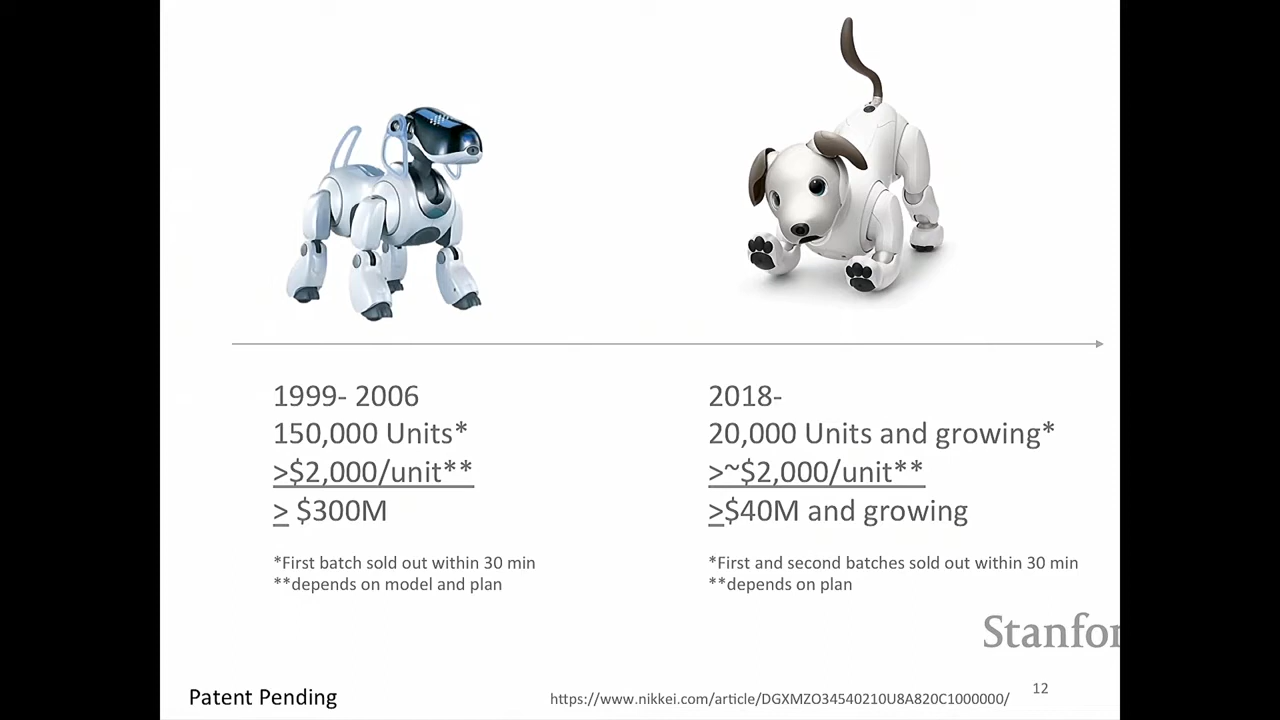 1999- 2006
150,000 Units*
>$2,000/unit**
> $300M
*First batch sold out within 30 min
**depends on model and plan
2018-
20,000 Units and growing*
>~$2,000/unit**
>$40M and growing
*First and second batches sold out within 30 min
**depends on plan
Stanfor
Patent Pending
https://www.nikkei.com/article/DGXMZO34540210U8A820C1000000/
12